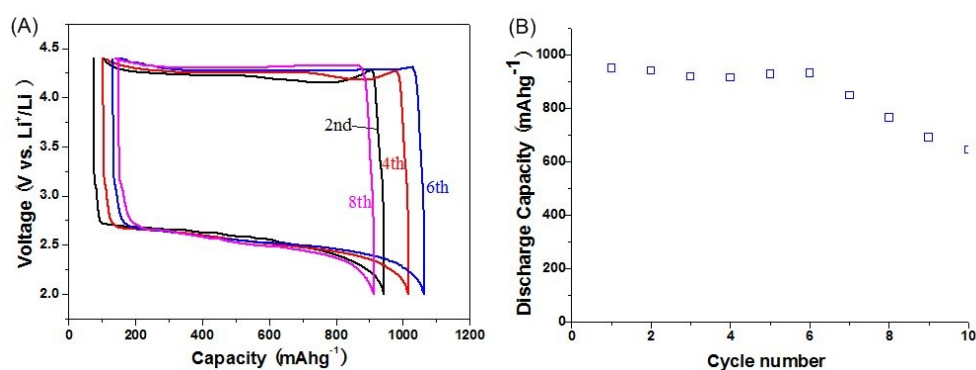 (A)
Voltage (V vs. Li⁺/Li)
4.5
4.0
3.5
3.0
2.5
2.0
2nd
4th
6th
8th
0 200 400 600 800 1000 1200
Capacity (mAhg⁻¹)
(B)
Discharge Capacity (mAhg⁻¹)
1000
800
600
400
200
0
0 2 4 6 8 10
Cycle number